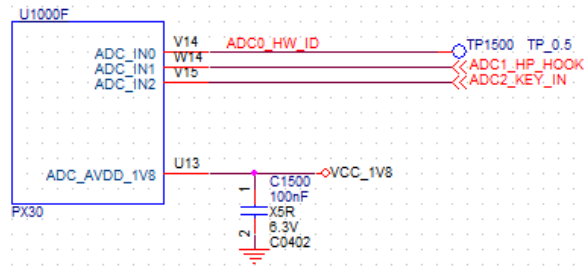 U1000F
V14 ADC0_HW_ID TP1500 TP_0.5
ADC_IN0 W14 ADC1_HP_HOOK
ADC_IN1 V15 ADC2_KEY_IN
ADC_IN2
U13
ADC_AVDD_1V8 VCC_1V8
C1500
1 100nF
PX30 X5R
6.3V
2 C0402